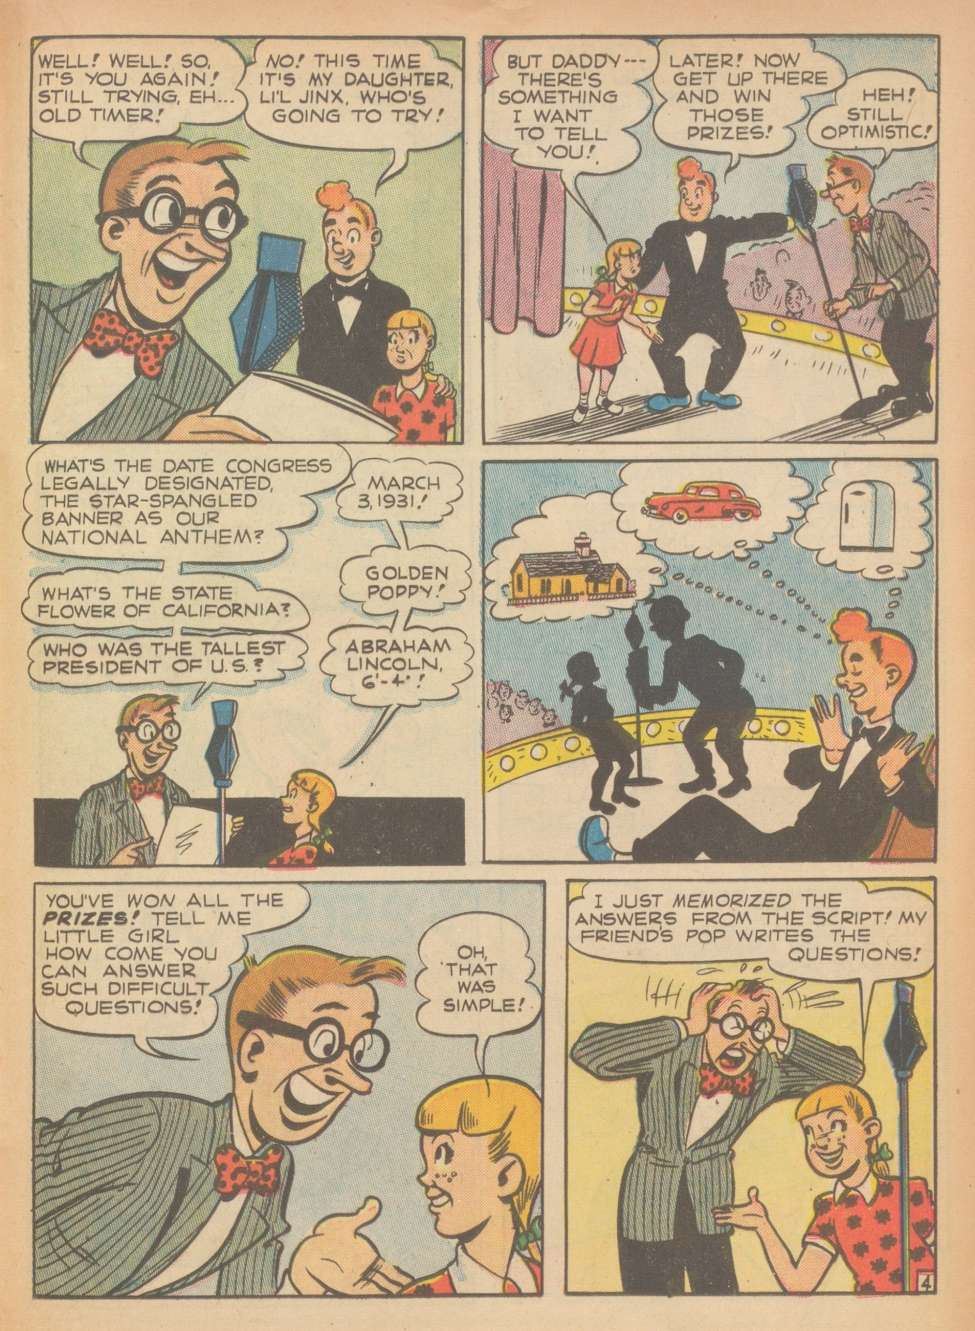 WELL! WELL! SO,
IT'S YOU AGAIN!
STILL TRYING, EH...
OLD TIMER!
NO! THIS TIME
IT'S MY DAUGHTER,
LI'L JINX, WHO'S
GOING TO TRY!
BUT DADDY---
THERE'S
SOMETHING
I WANT
TO TELL
YOU!
LATER! NOW
GET UP THERE
AND WIN
THOSE
PRIZES!
HEH!
STILL
OPTIMISTIC!
WHAT'S THE DATE CONGRESS
LEGALLY DESIGNATED,
THE STAR-SPANGLED
BANNER AS OUR
NATIONAL ANTHEM?
MARCH
3, 1931!
WHAT'S THE STATE
FLOWER OF CALIFORNIA?
GOLDEN
POPPY!
WHO WAS THE TALLEST
PRESIDENT OF U.S.?
ABRAHAM
LINCOLN,
6'-4"!
YOU'VE WON ALL THE
PRIZES! TELL ME
LITTLE GIRL
HOW COME YOU
CAN ANSWER
SUCH DIFFICULT
QUESTIONS!
OH,
THAT
WAS
SIMPLE!
I JUST MEMORIZED THE
ANSWERS FROM THE SCRIPT! MY
FRIEND'S POP WRITES THE
QUESTIONS!
4